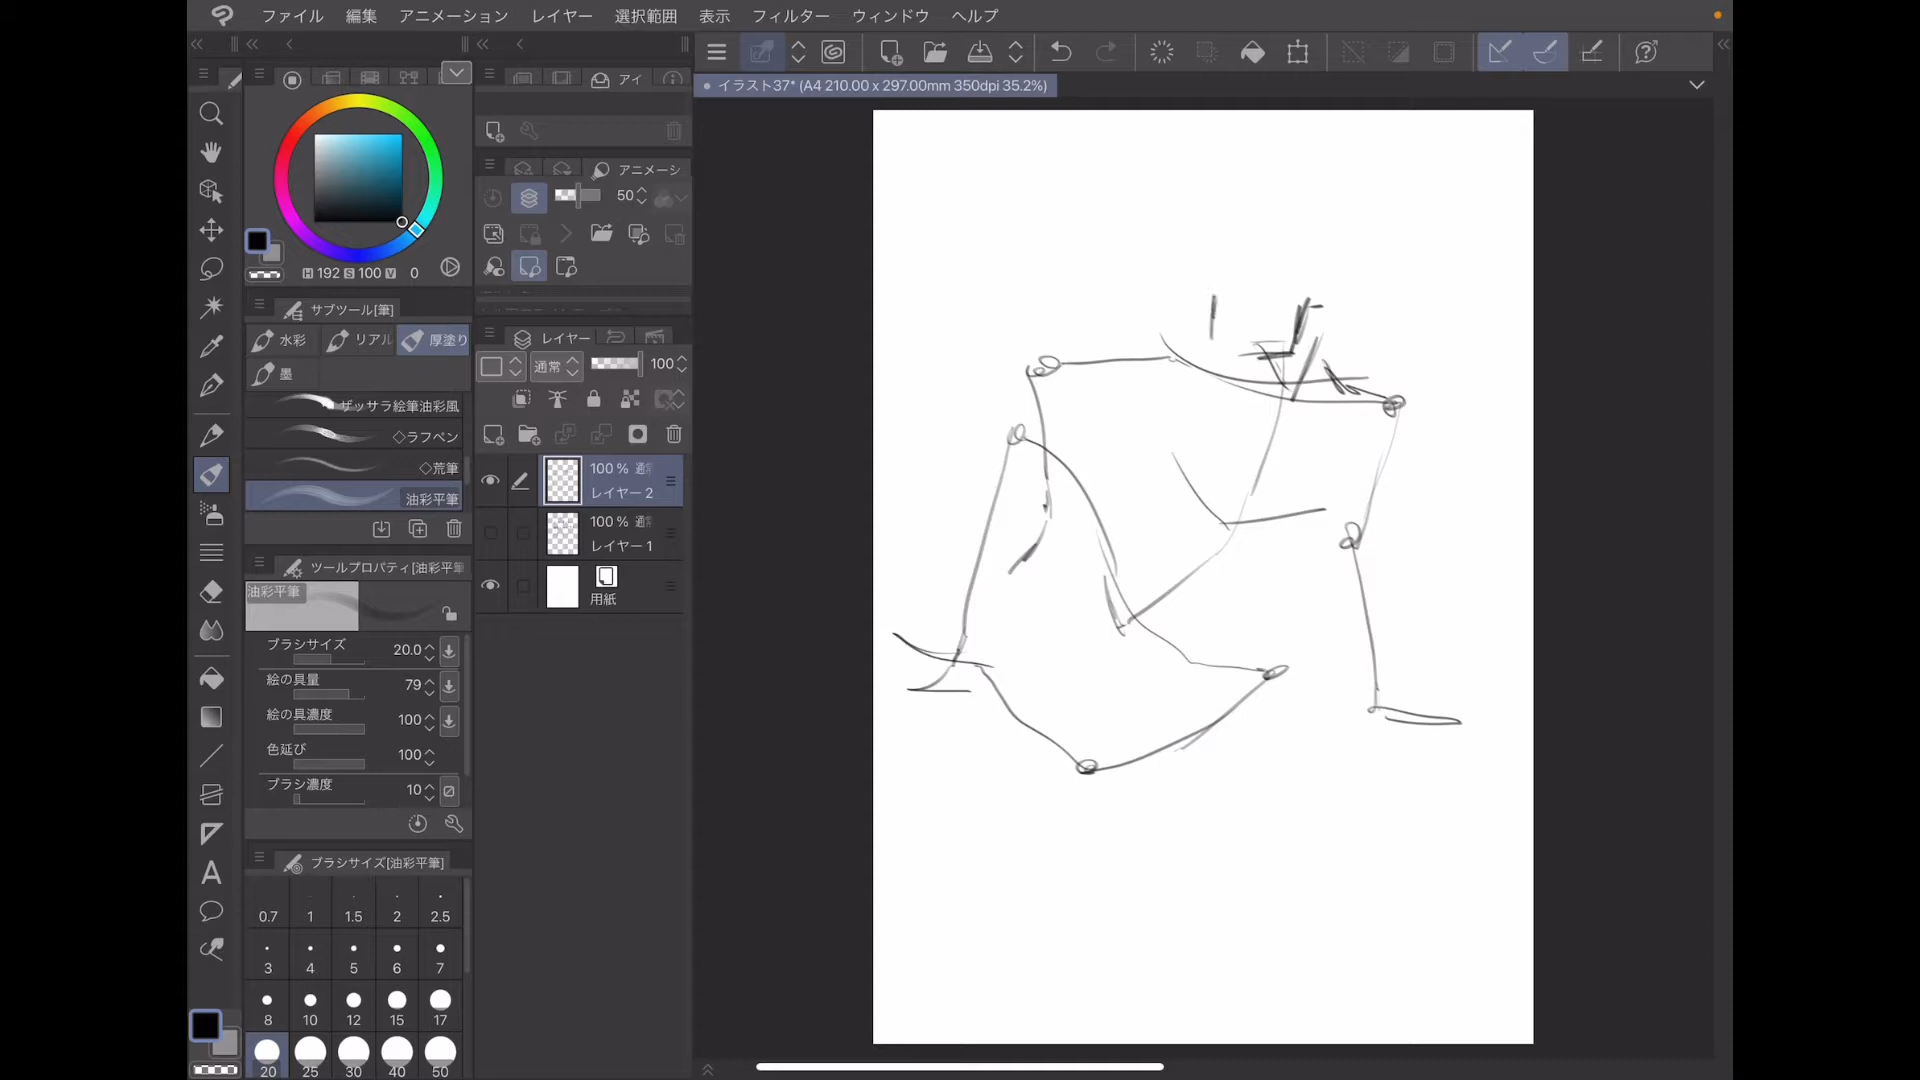 ファイル 編集 アニメーション レイヤー 選択範囲 表示 フィルター ウィンドウ ヘルプ
イラスト37* (A4 210.00 x 297.00mm 350dpi 35.2%)
アイ
アニメーシ
50
H 192 S 100 V 0
サブツール[筆]
水彩 リアル 厚塗り
墨
ザッサラ絵筆油彩風
◇ラフペン
◇荒筆
油彩平筆
レイヤー
通常 100
100 % 通常
レイヤー 2
100 % 通常
レイヤー 1
用紙
ツールプロパティ[油彩平筆
油彩平筆
ブラシサイズ 20.0
絵の具量 79
絵の具濃度 100
色延び 100
ブラシ濃度 10
ブラシサイズ[油彩平筆]
0.7 1 1.5 2 2.5
3 4 5 6 7
8 10 12 15 17
20 25 30 40 50
A